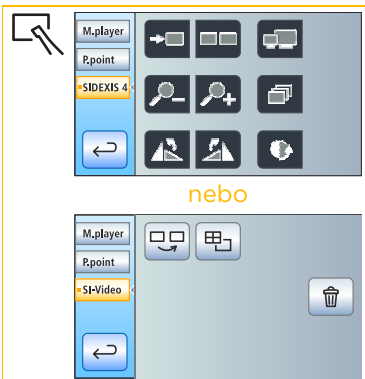 M.player
P.point
SIDEXIS 4
nebo
M.player
P.point
SI-Video